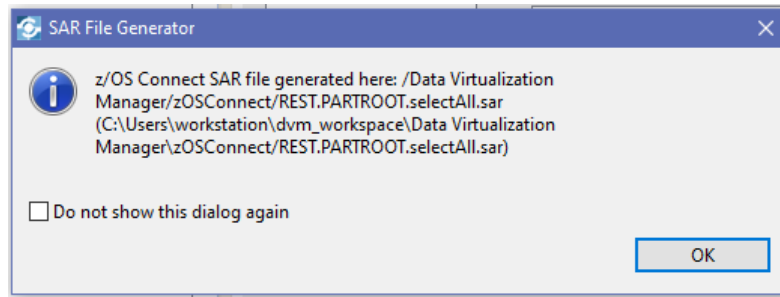 SAR File Generator
z/OS Connect SAR file generated here: /Data Virtualization
Manager/zOSConnect/REST.PARTROOT.selectAll.sar
(C:\Users\workstation\dvm_workspace\Data Virtualization
Manager\zOSConnect/REST.PARTROOT.selectAll.sar)
Do not show this dialog again
OK